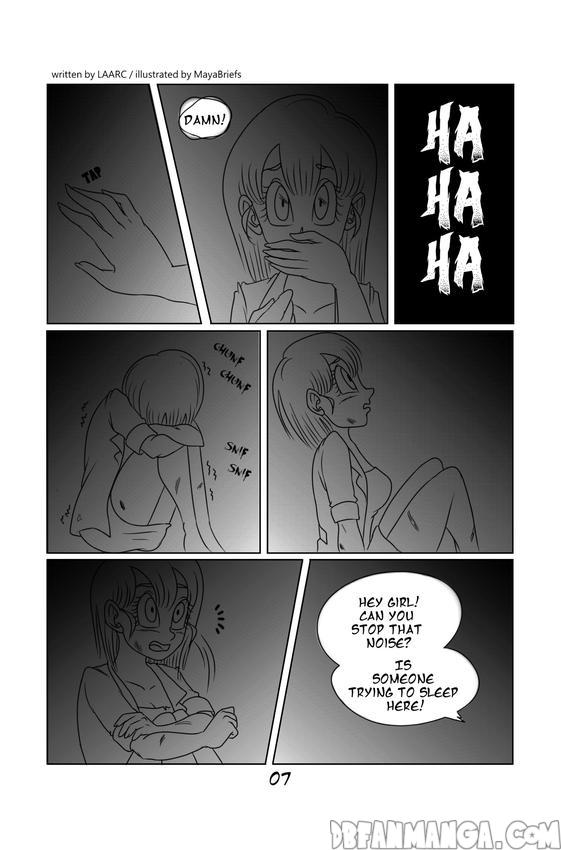 written by LAARC / illustrated by MayaBriefs
TAP
DAMN!
HA
HA
HA
CHUNF
CHUNF
SNIF
SNIF
HEY GIRL!
CAN YOU
STOP THAT
NOISE?
IS
SOMEONE
TRYING TO SLEEP
HERE!
07
DBFANMANGA.COM